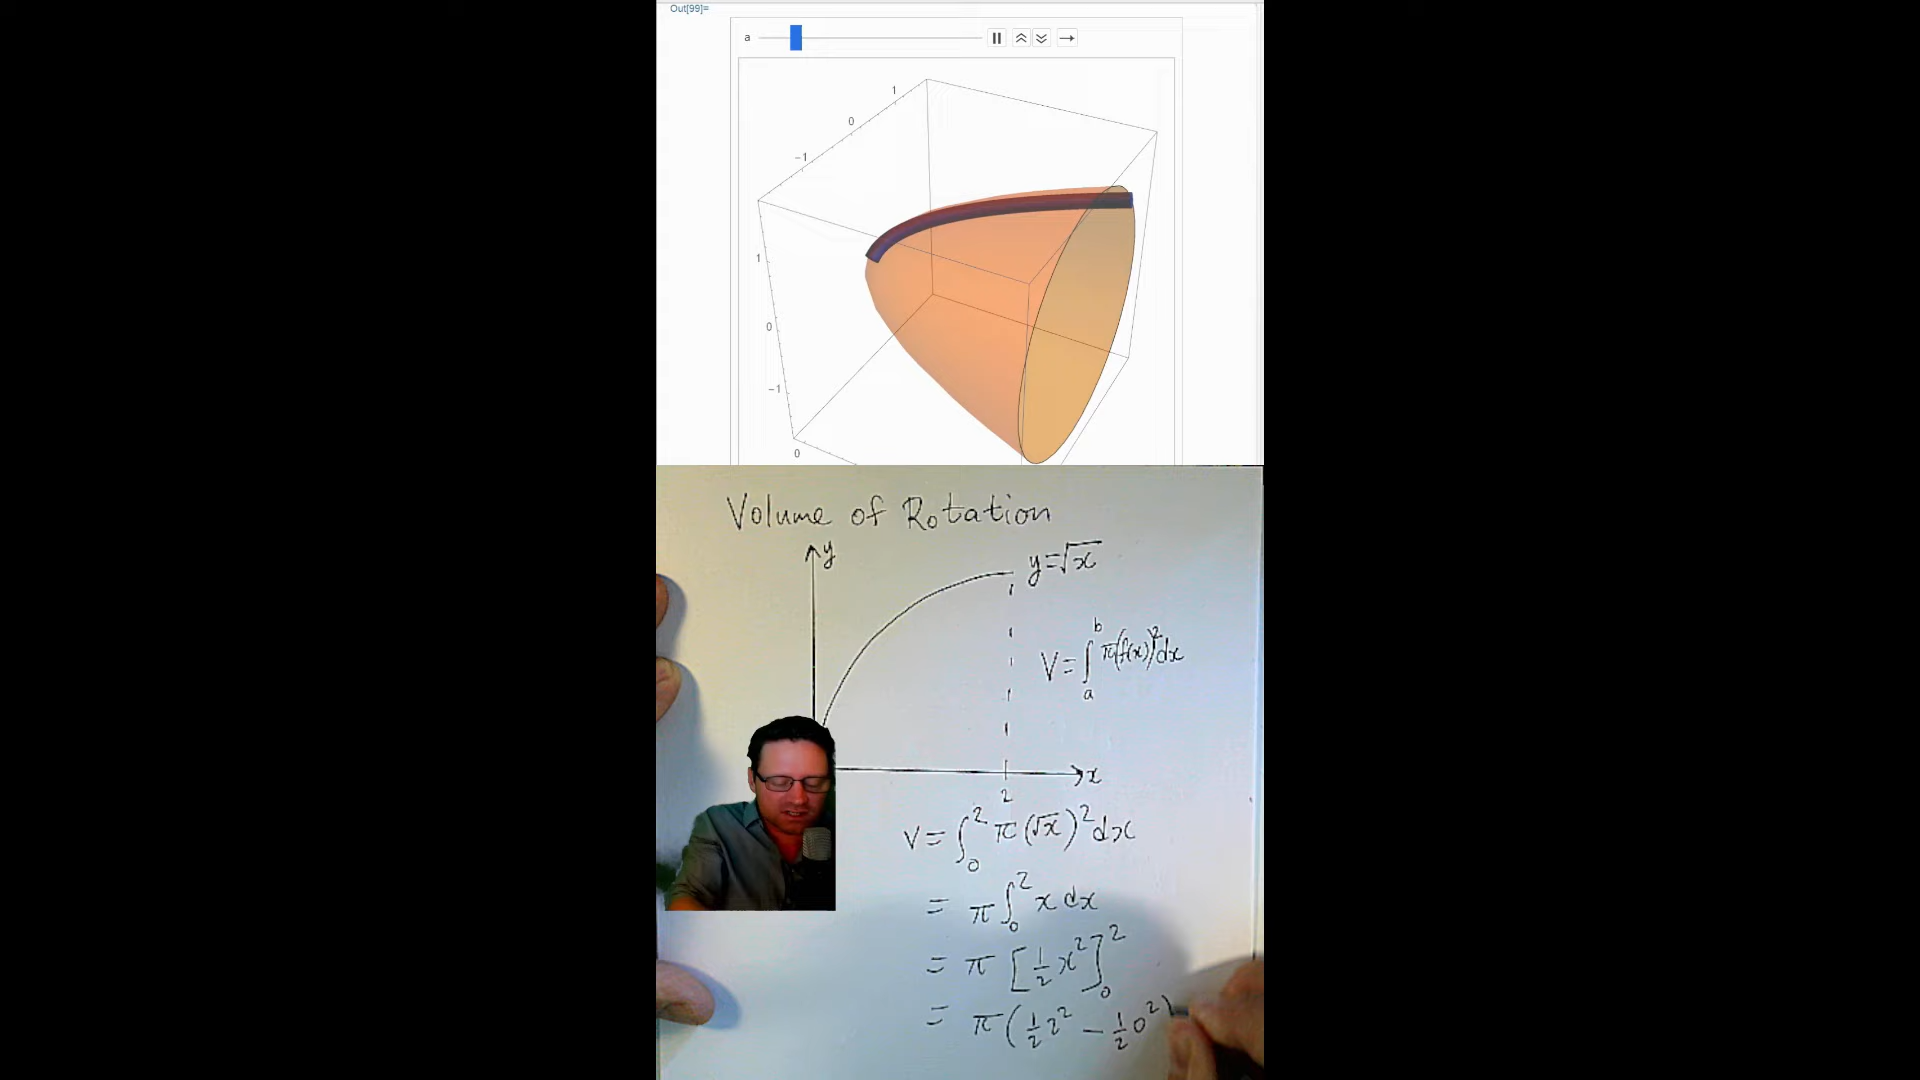 Out[99]=
a
1
0
−1
1
0
−1
0
Volume of Rotation
y
y=√x
V=∫ₐᵇ π(f(x))²dx
x
2
V=∫₀² π(√x)²dx
= π∫₀² x dx
= π[½x²]₀²
= π(½2² − ½0²)